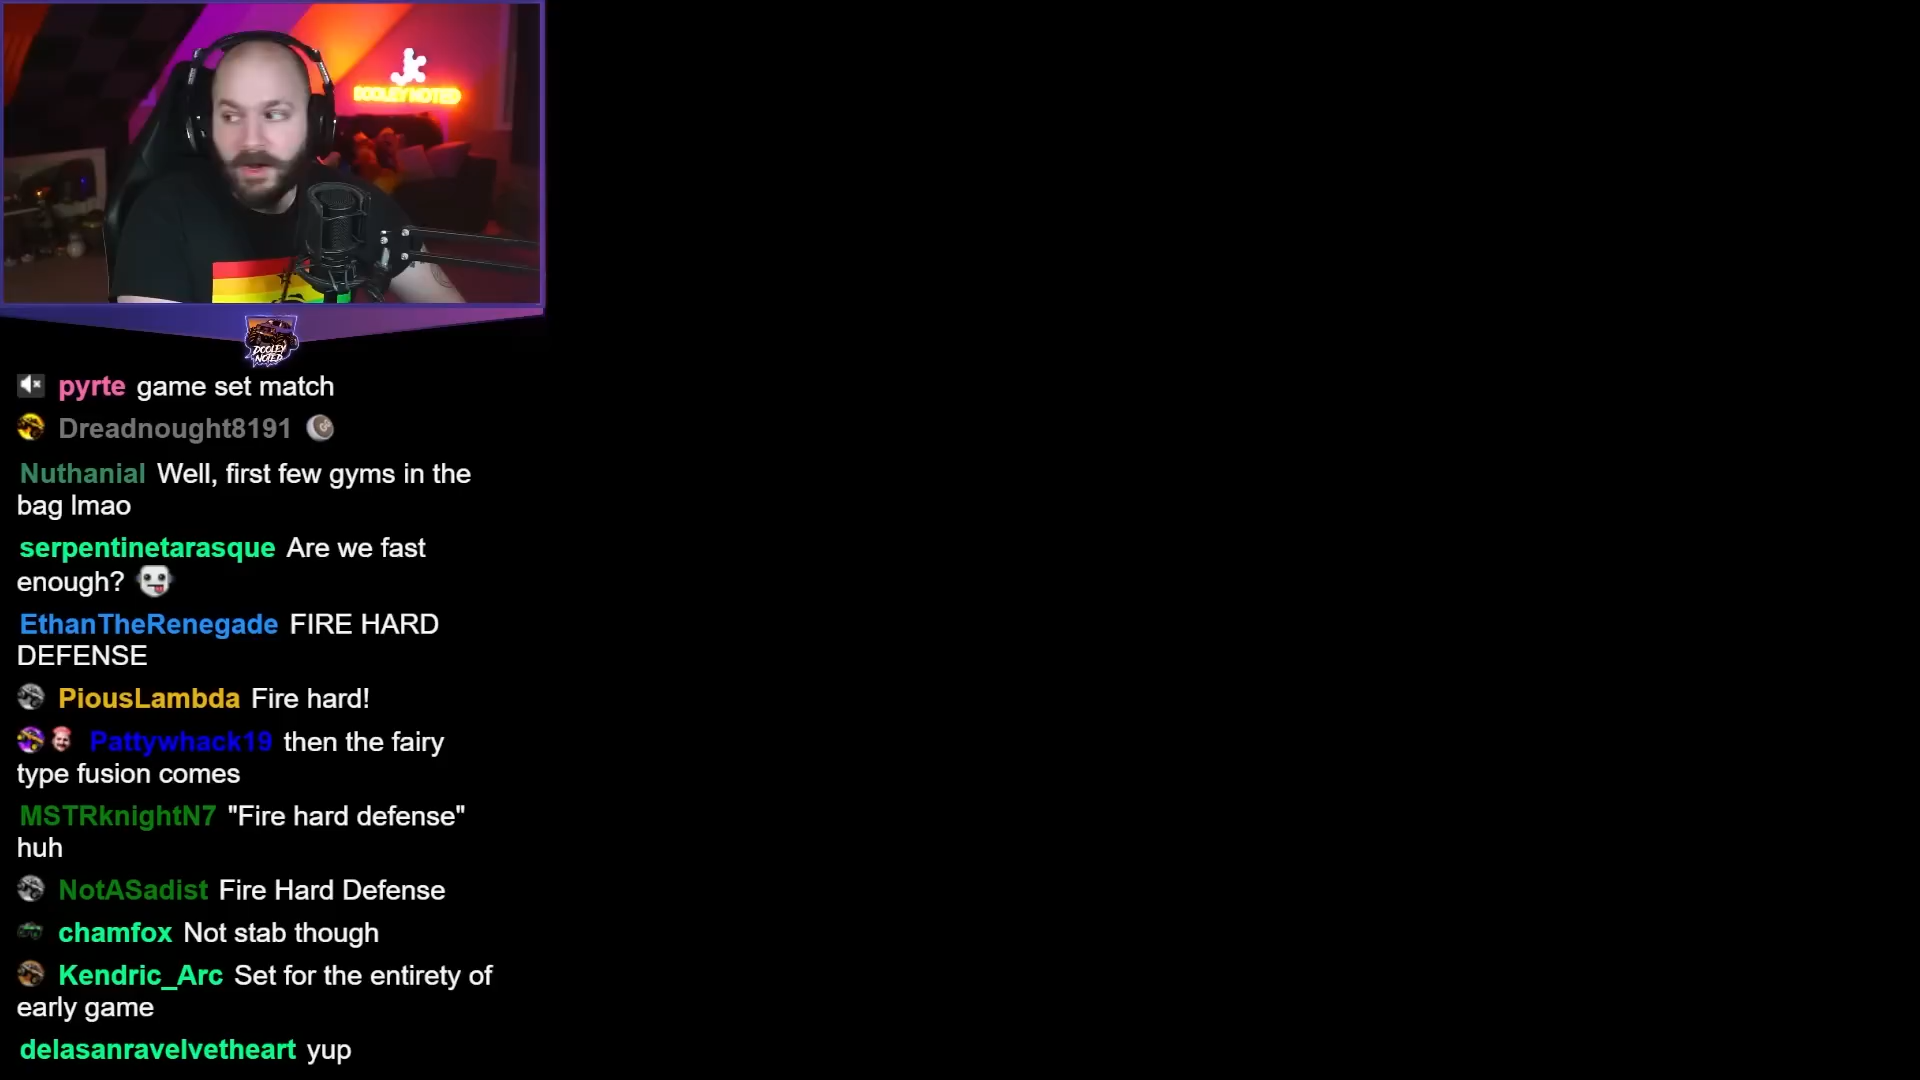 DOOLEY NOTED
DOOLEY
NOTED
pyrte game set match
Dreadnought8191
Nuthanial Well, first few gyms in the
bag lmao
serpentinetarasque Are we fast
enough?
EthanTheRenegade FIRE HARD
DEFENSE
PiousLambda Fire hard!
Pattywhack19 then the fairy
type fusion comes
MSTRknightN7 "Fire hard defense"
huh
NotASadist Fire Hard Defense
chamfox Not stab though
Kendric_Arc Set for the entirety of
early game
delasanravelvetheart yup